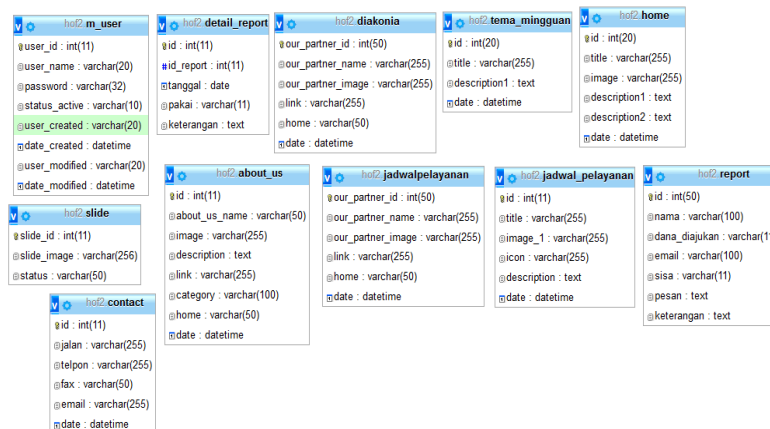 hof2 m_user
user_id : int(11)
user_name : varchar(20)
password : varchar(32)
status_active : varchar(10)
user_created : varchar(20)
date_created : datetime
user_modified : varchar(20)
date_modified : datetime
hof2 detail_report
id : int(11)
#id_report : int(11)
tanggal : date
pakai : varchar(11)
keterangan : text
hof2 diakonia
our_partner_id : int(50)
our_partner_name : varchar(255)
our_partner_image : varchar(255)
link : varchar(255)
home : varchar(50)
date : datetime
hof2 tema_mingguan
id : int(20)
title : varchar(255)
description1 : text
date : datetime
hof2 home
id : int(20)
title : varchar(255)
image : varchar(255)
description1 : text
description2 : text
date : datetime
hof2 slide
slide_id : int(11)
slide_image : varchar(256)
status : varchar(50)
hof2 about_us
id : int(11)
about_us_name : varchar(50)
image : varchar(255)
description : text
link : varchar(255)
category : varchar(100)
home : varchar(50)
date : datetime
hof2 jadwalpelayanan
our_partner_id : int(50)
our_partner_name : varchar(255)
our_partner_image : varchar(255)
link : varchar(255)
home : varchar(50)
date : datetime
hof2 jadwal_pelayanan
id : int(11)
title : varchar(255)
image_1 : varchar(255)
icon : varchar(255)
description : text
date : datetime
hof2 report
id : int(50)
nama : varchar(100)
dana_diajukan : varchar(1
email : varchar(100)
sisa : varchar(11)
pesan : text
keterangan : text
hof2 contact
id : int(11)
jalan : varchar(255)
telpon : varchar(255)
fax : varchar(50)
email : varchar(255)
date : datetime